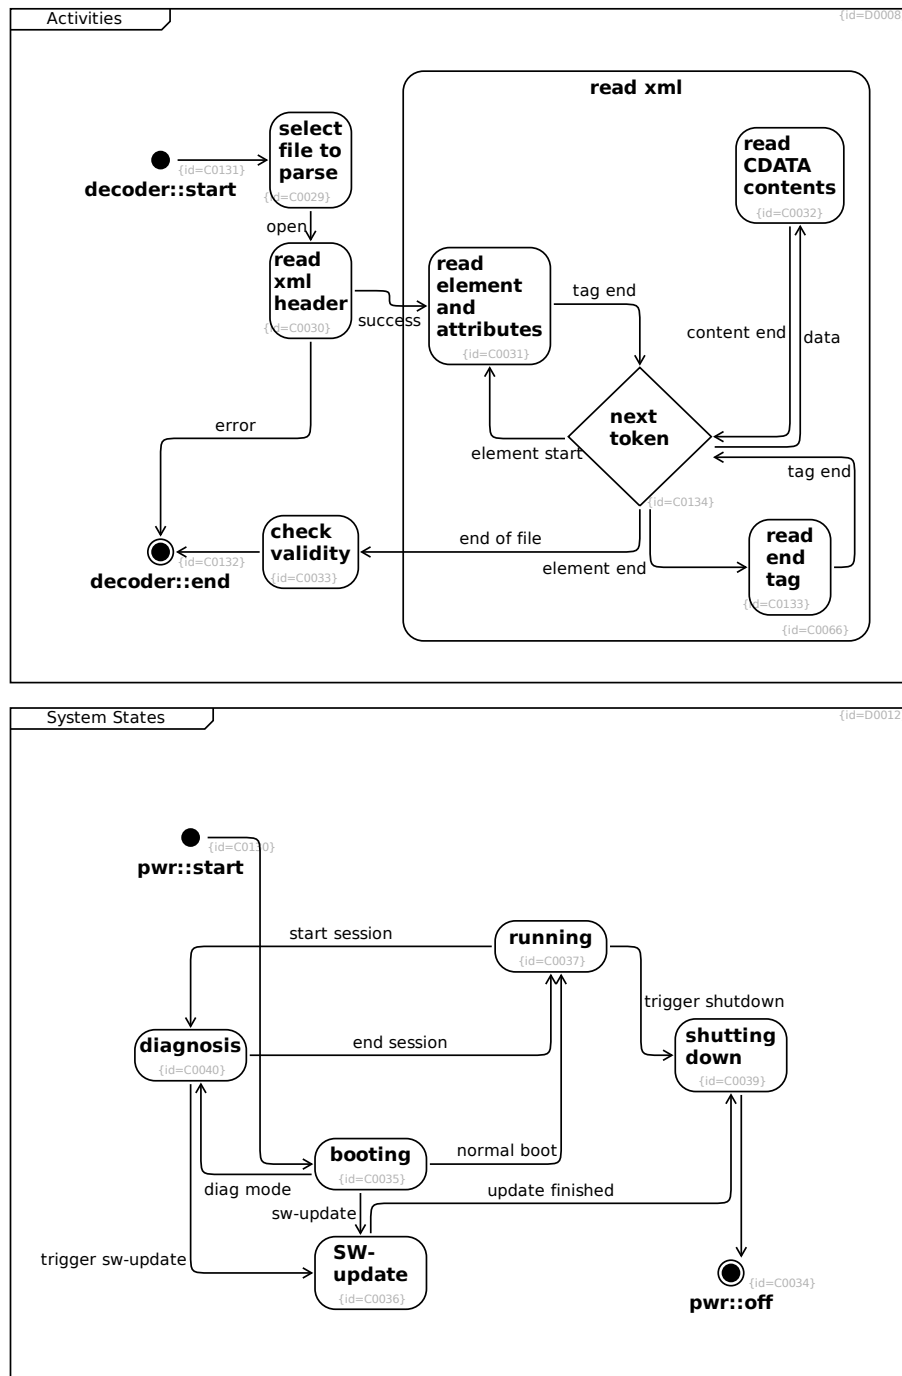 Activities
{id=D0008
read xml
select
file to
parse
{id=C0029}
decoder::start
{id=C0131}
read
CDATA
contents
{id=C0032}
open
read
xml
header
{id=C0030}
success
read
element
and
attributes
{id=C0031}
tag end
content end
data
next
token
{id=C0134}
element start
error
tag end
end of file
element end
read
end
tag
{id=C0133}
check
validity
{id=C0033}
{id=C0132}
decoder::end
{id=C0066}
System States
{id=D0012
{id=C0130}
pwr::start
start session
running
{id=C0037}
trigger shutdown
diagnosis
{id=C0040}
end session
shutting
down
{id=C0039}
booting
{id=C0035}
normal boot
diag mode
update finished
sw-update
trigger sw-update
SW-
update
{id=C0036}
{id=C0034}
pwr::off